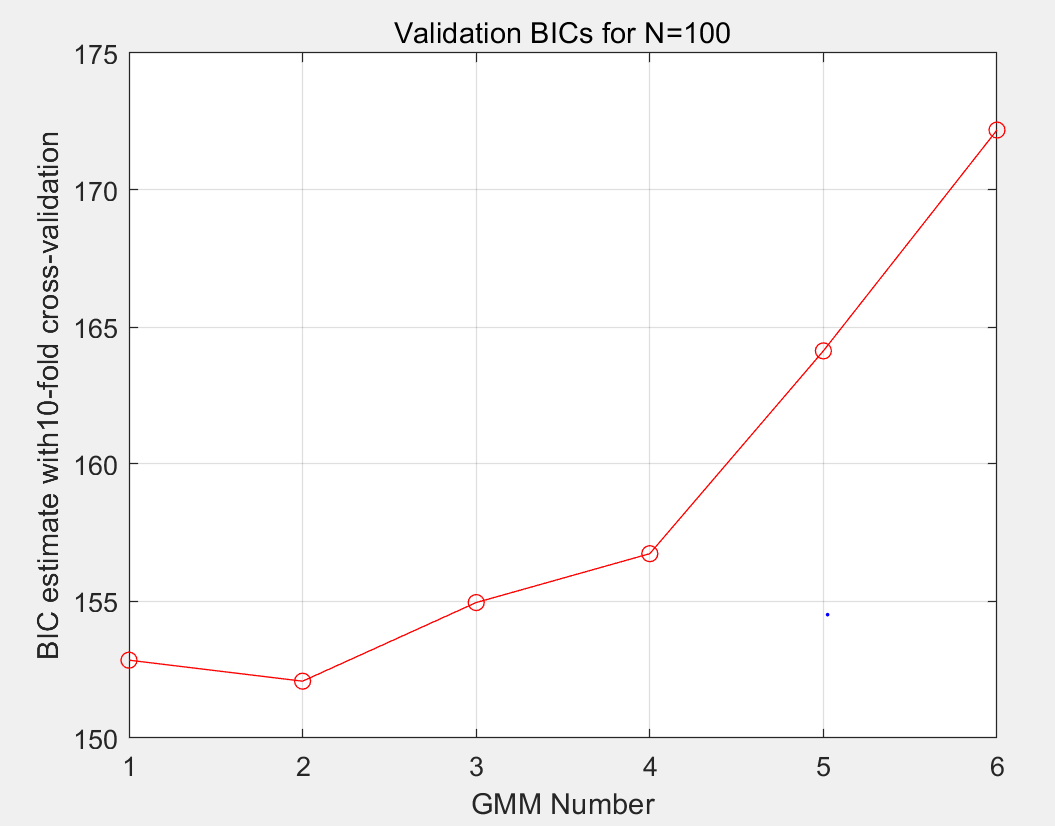 Validation BICs for N=100
BIC estimate with10-fold cross-validation
175
170
165
160
155
150
1 2 3 4 5 6
GMM Number